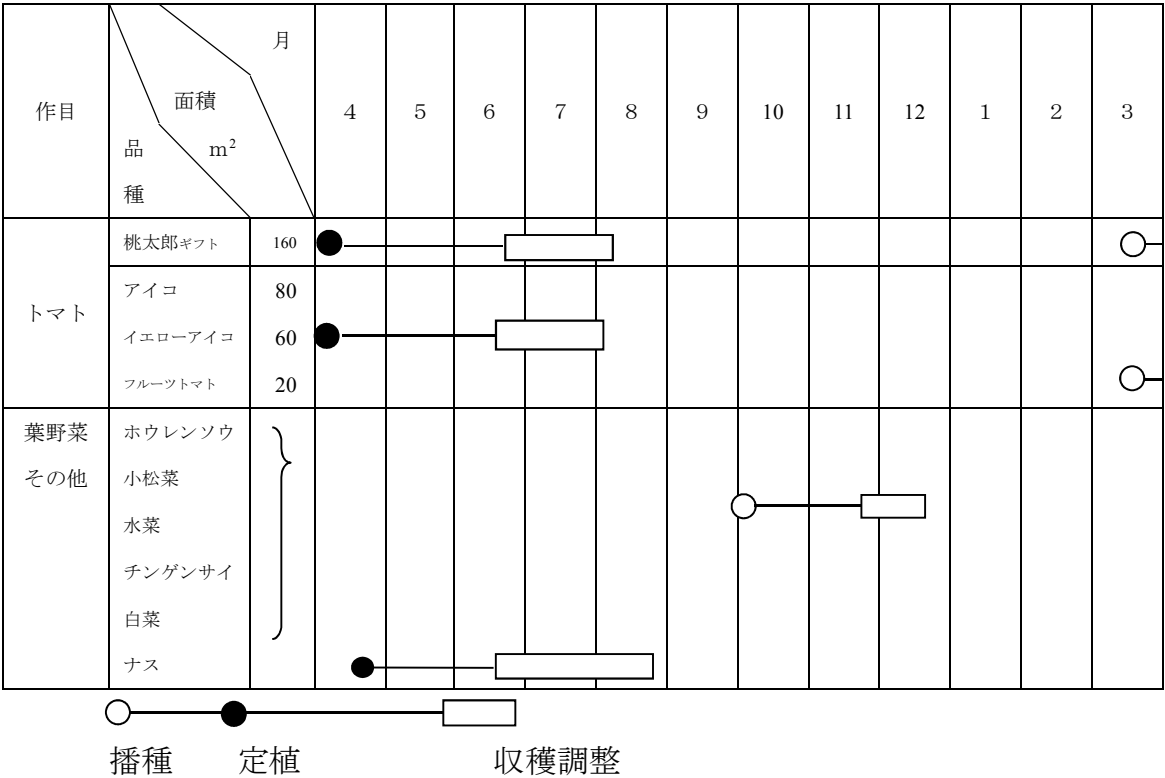 作目
月
面積
m²
品
種
4 5 6 7 8 9 10 11 12 1 2 3
トマト
桃太郎ギフト 160
アイコ 80
イエローアイコ 60
フルーツトマト 20
葉野菜
その他
ホウレンソウ
小松菜
水菜
チンゲンサイ
白菜
ナス
播種 定植 収穫調整